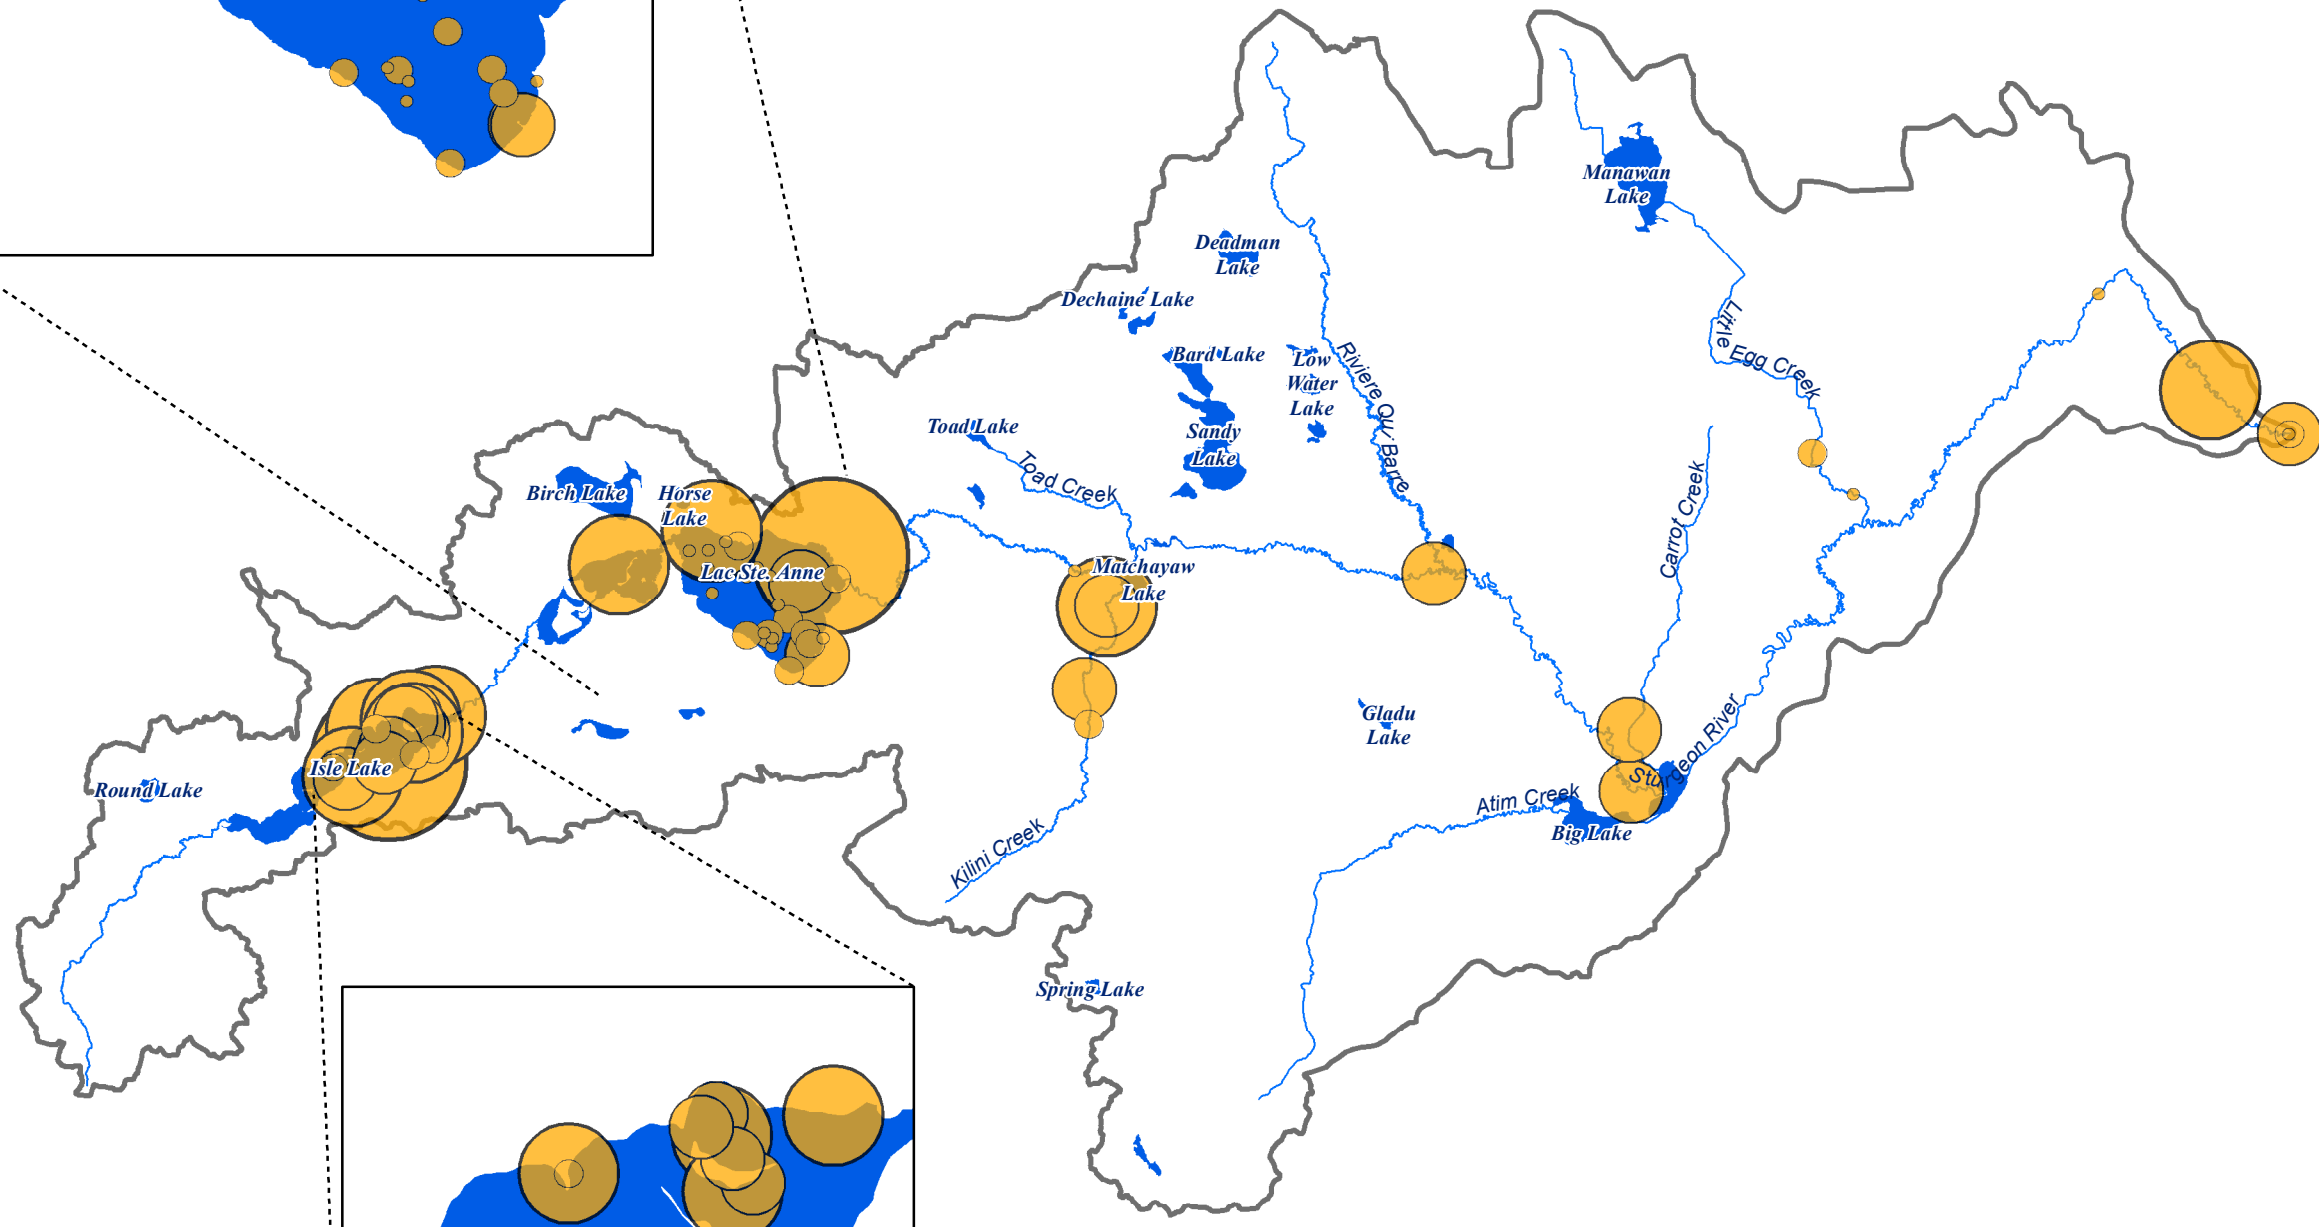 Manawan
Lake
Deadman
Lake
Dechaine Lake
Little
Egg Creek
Bard Lake
Low
Water
Lake
Riviere Qui Barre
Toad Lake
Sandy
Lake
Toad Creek
Birch Lake
Horse
Lake
Carrot Creek
Lac Ste. Anne
Matchayaw
Lake
Gladu
Lake
Sturgeon River
Isle Lake
Round Lake
Atim Creek
Big Lake
Kilini Creek
Spring Lake